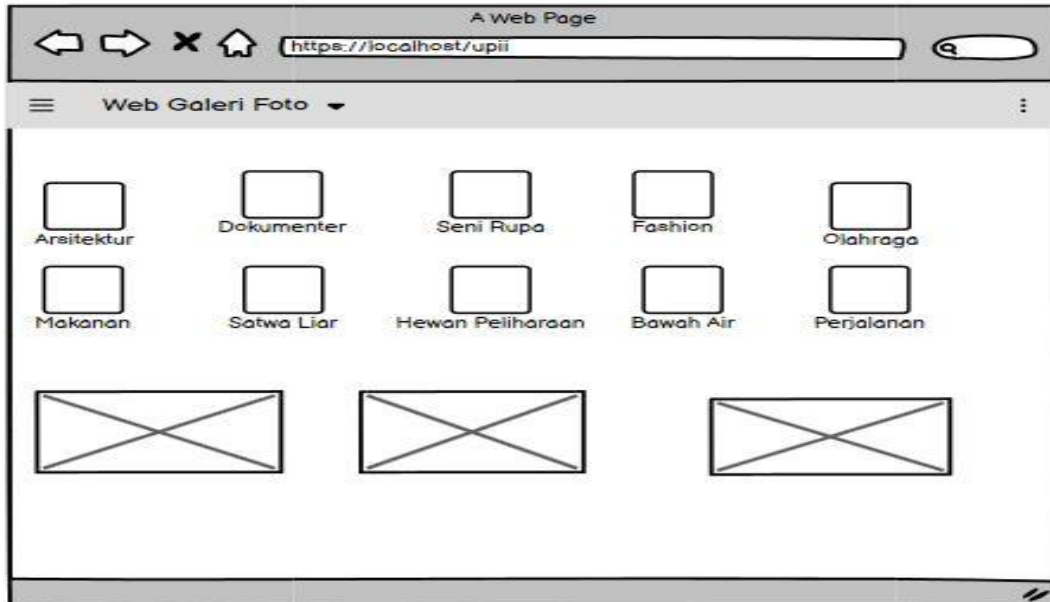 A Web Page
https://localhost/upii
Web Galeri Foto
Arsitektur
Dokumenter
Seni Rupa
Fashion
Olahraga
Makanan
Satwa Liar
Hewan Peliharaan
Bawah Air
Perjalanan